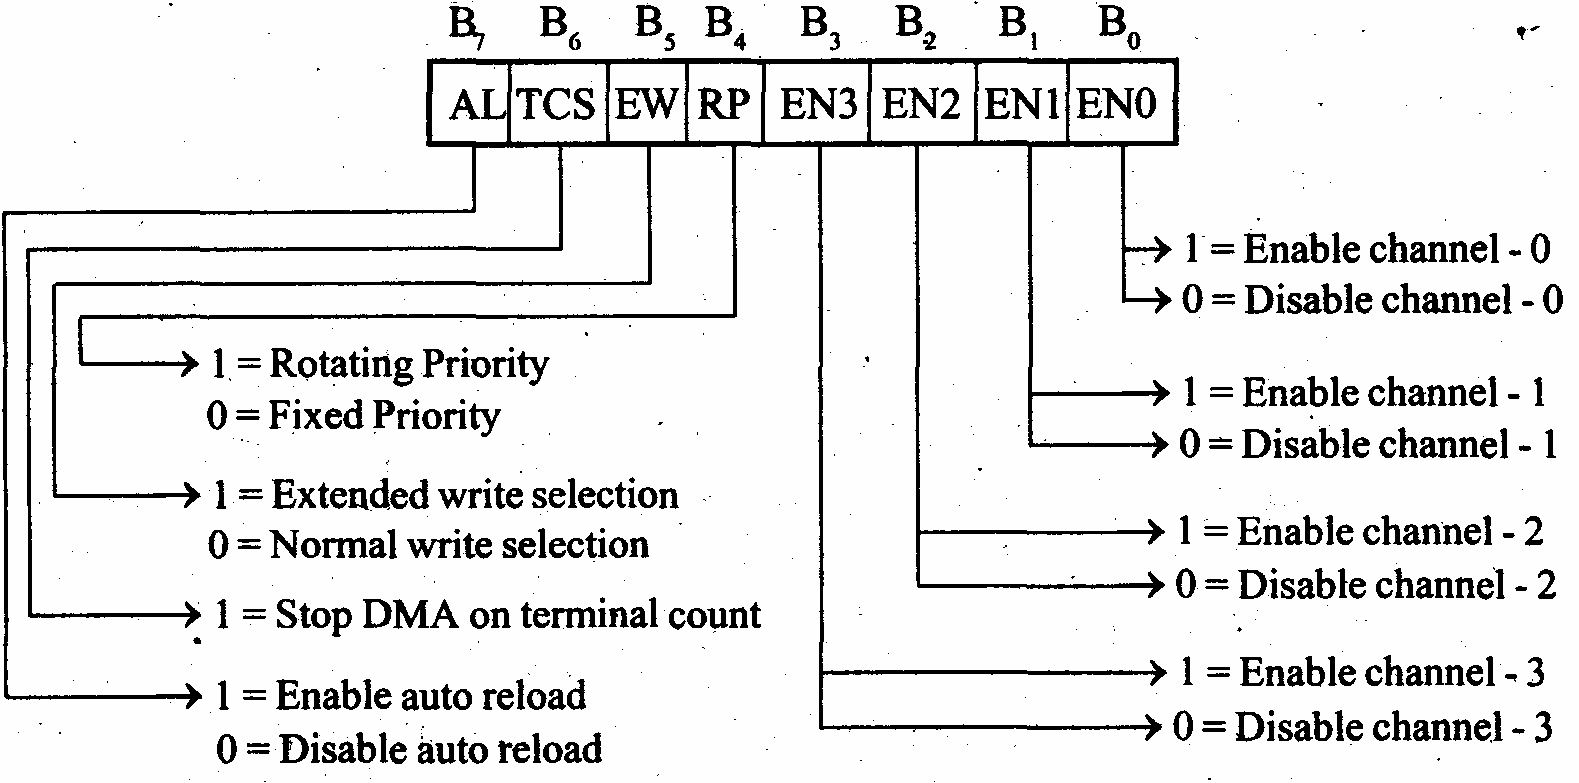 B7 B6 B5 B4 B3 B2 B1 B0
AL TCS EW RP EN3 EN2 EN1 EN0
1 = Rotating Priority
0 = Fixed Priority
1 = Extended write selection
0 = Normal write selection
1 = Stop DMA on terminal count
1 = Enable auto reload
0 = Disable auto reload
1 = Enable channel - 0
0 = Disable channel - 0
1 = Enable channel - 1
0 = Disable channel - 1
1 = Enable channel - 2
0 = Disable channel - 2
1 = Enable channel - 3
0 = Disable channel - 3